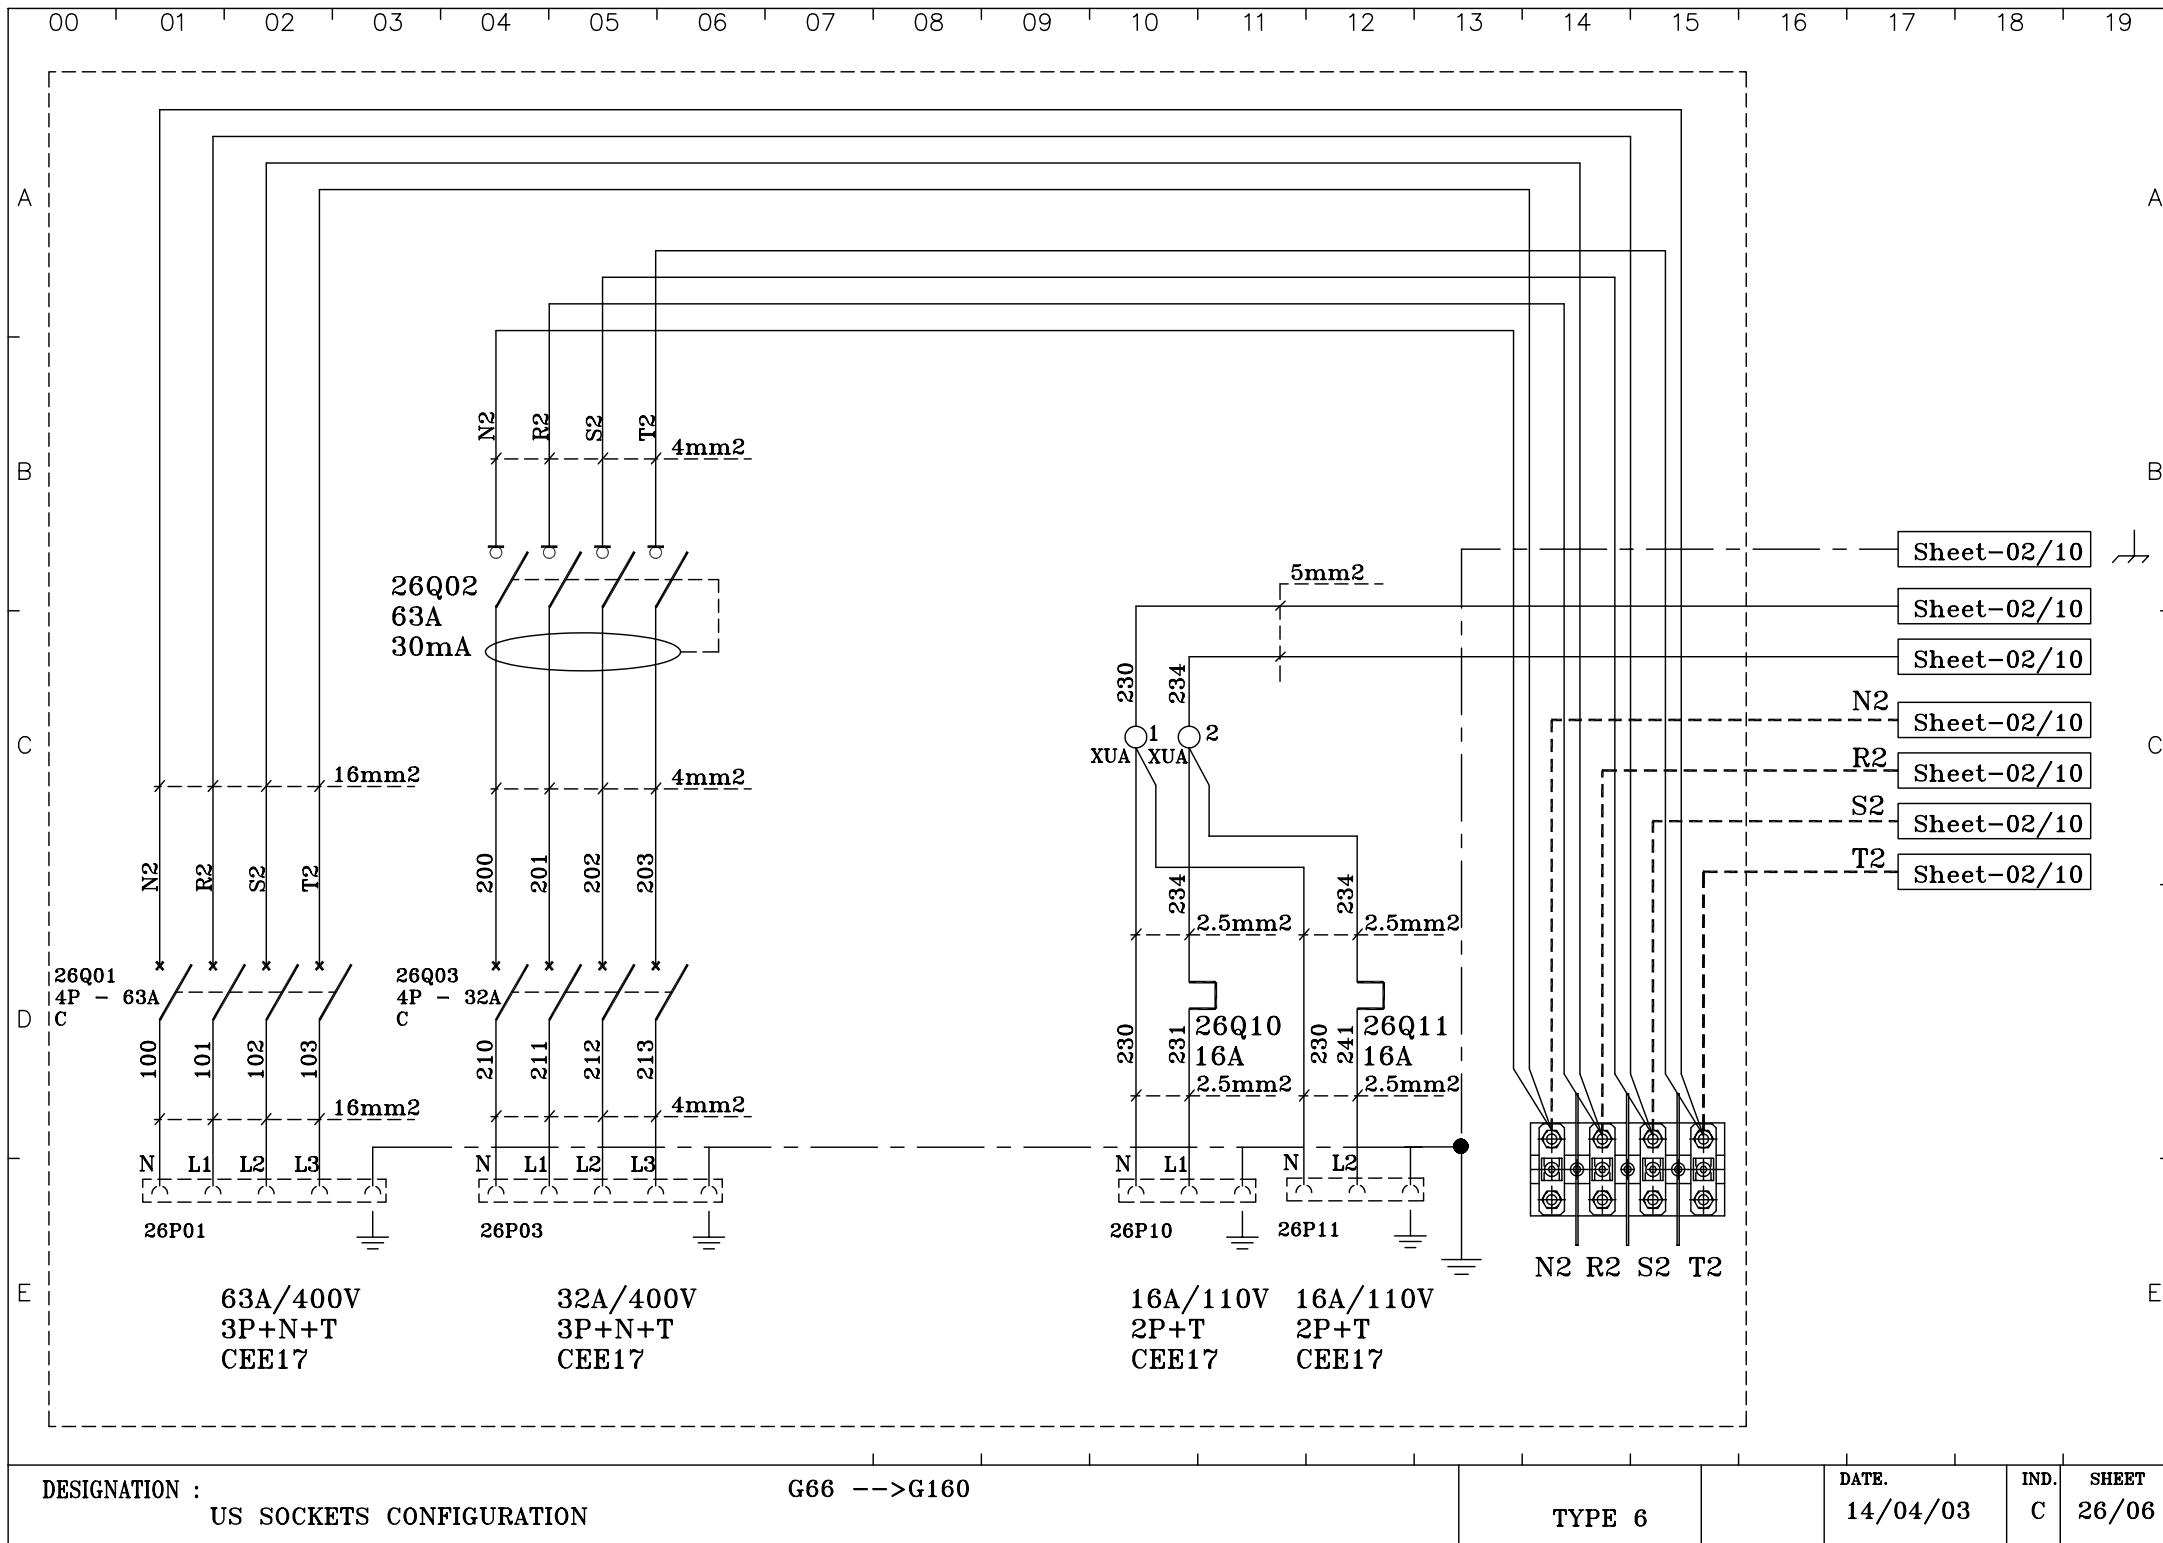 00 01 02 03 04 05 06 07 08 09 10 11 12 13 14 15 16 17 18 19
A A
N2 R2 S2 T2
4mm2
B B
Sheet-02/10
26Q02
63A
30mA
5mm2
Sheet-02/10
Sheet-02/10
230 234
1 2
XUA XUA
N2 Sheet-02/10
C C
R2 Sheet-02/10
16mm2 4mm2
S2 Sheet-02/10
T2 Sheet-02/10
N2 R2 S2 T2 200 201 202 203 234 234
2.5mm2 2.5mm2
26Q01
4P - 63A
C
26Q03
4P - 32A
C
D
26Q10
16A
26Q11
16A
100 101 102 103 210 211 212 213 230 231 230 241
2.5mm2 2.5mm2
16mm2 4mm2
N L1 L2 L3 N L1 L2 L3 N L1 N L2
26P01 26P03 26P10 26P11
N2 R2 S2 T2
E E
63A/400V
3P+N+T
CEE17
32A/400V
3P+N+T
CEE17
16A/110V
2P+T
CEE17
16A/110V
2P+T
CEE17
DESIGNATION :
US SOCKETS CONFIGURATION
G66 -->G160
TYPE 6
DATE.
14/04/03
IND.
C
SHEET
26/06